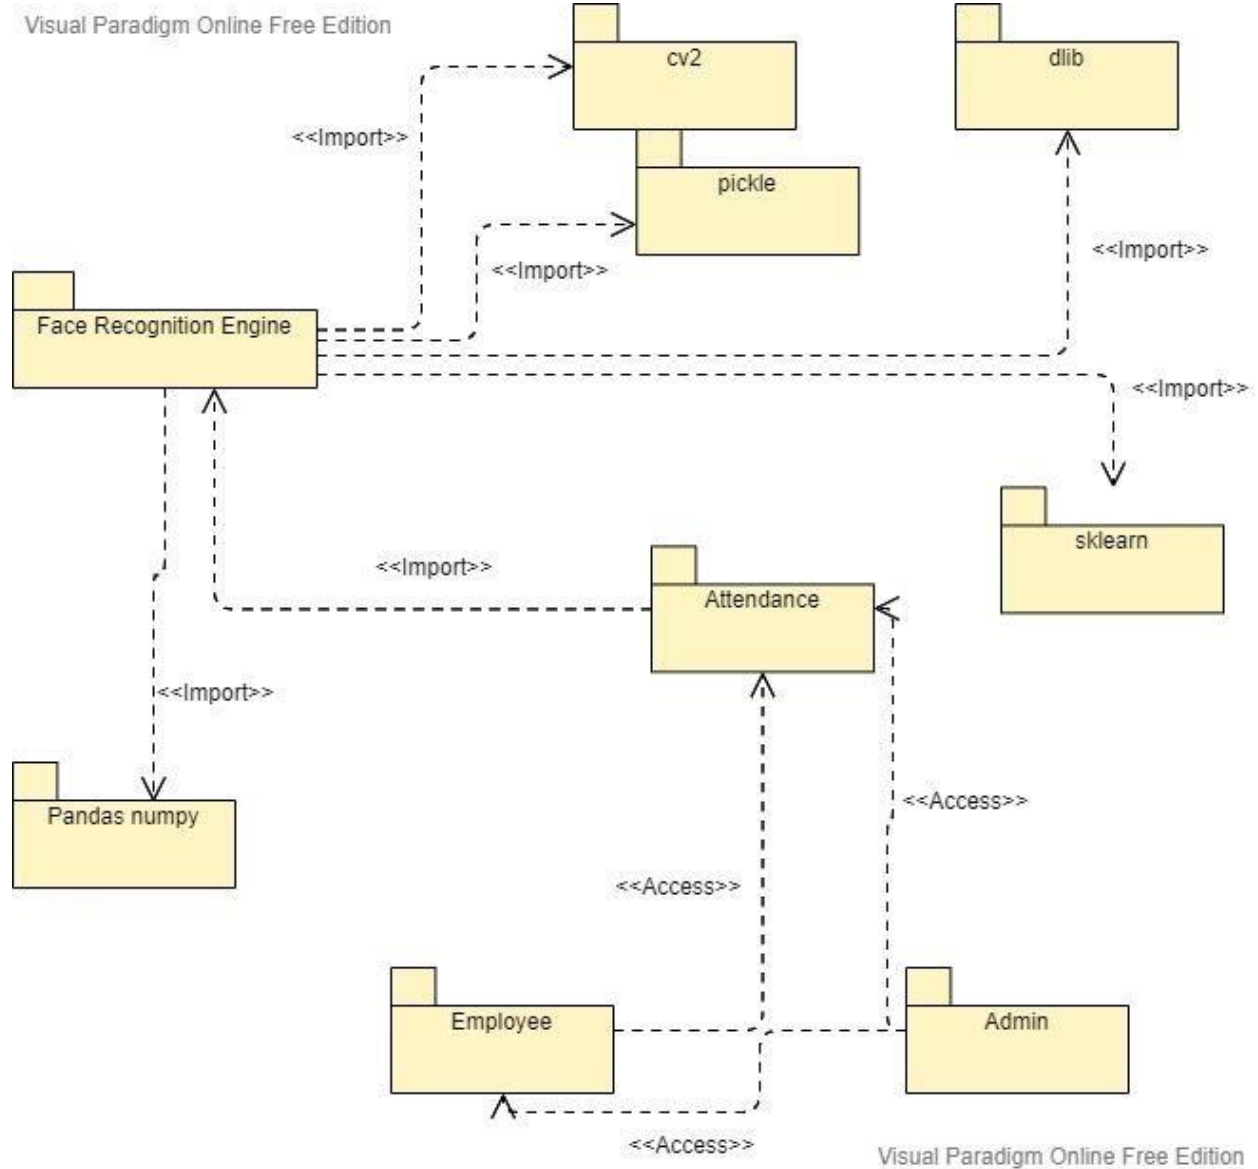 Visual Paradigm Online Free Edition
cv2
dlib
<<Import>>
pickle
<<Import>>
<<Import>>
Face Recognition Engine
<<Import>>
sklearn
<<Import>>
Attendance
<<Import>>
Pandas numpy
<<Access>>
<<Access>>
Employee
Admin
<<Access>>
Visual Paradigm Online Free Edition